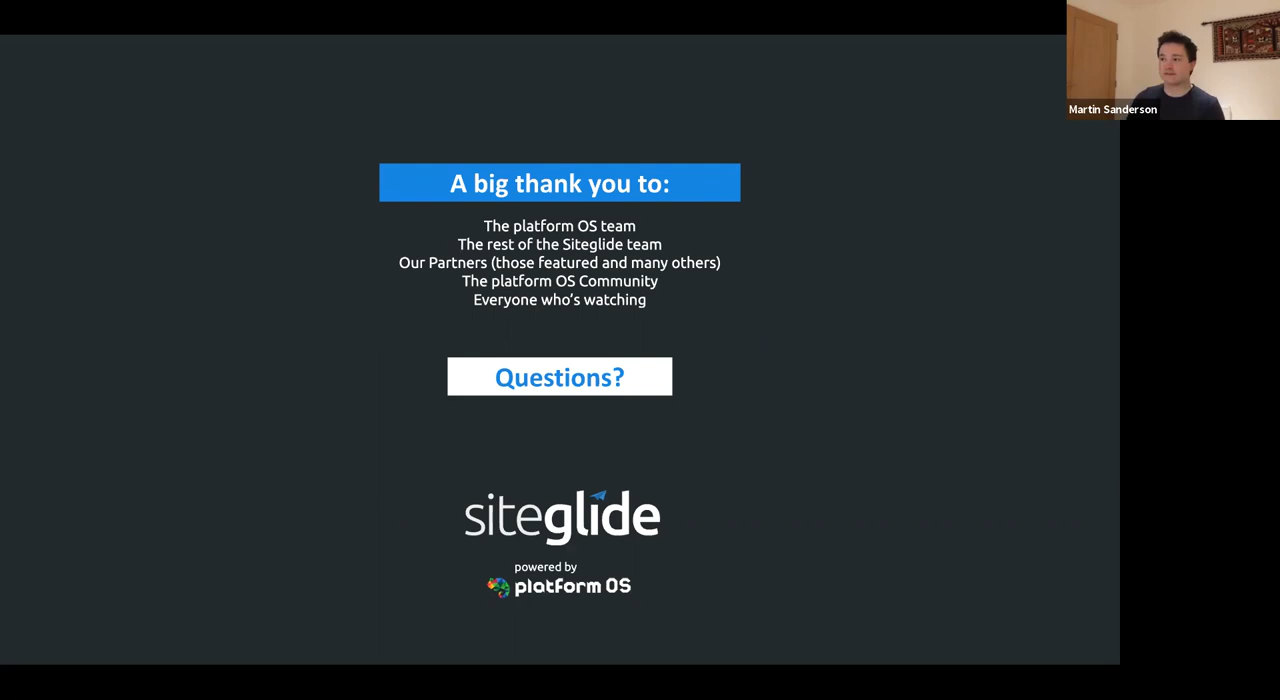 Martin Sanderson
A big thank you to:
The platform OS team
The rest of the Siteglide team
Our Partners (those featured and many others)
The platform OS Community
Everyone who's watching
Questions?
siteglide
powered by
platform OS